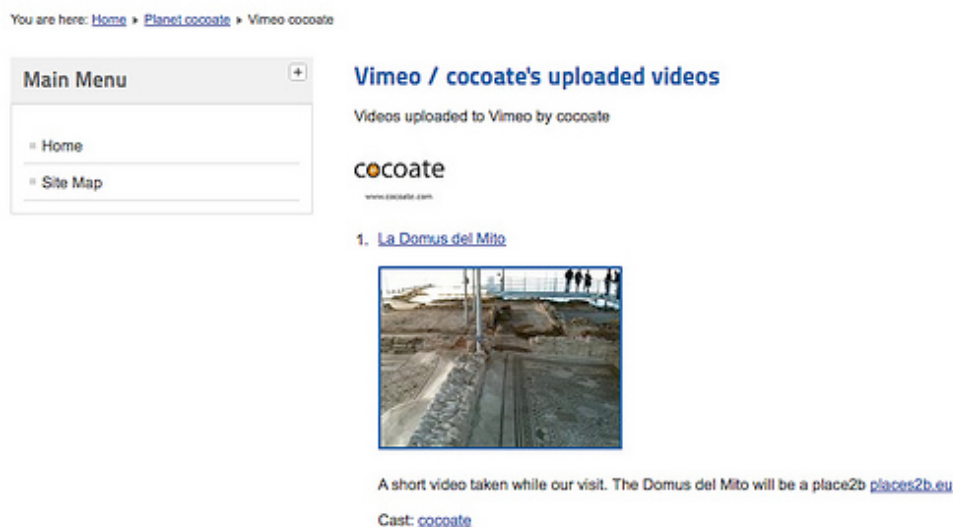 You are here: Home ▸ Planet cocoate ▸ Vimeo cocoate
Main Menu
Home
Site Map
Vimeo / cocoate's uploaded videos
Videos uploaded to Vimeo by cocoate
cocoate
www.cocoate.com
1. La Domus del Mito
A short video taken while our visit. The Domus del Mito will be a place2b places2b.eu
Cast: cocoate